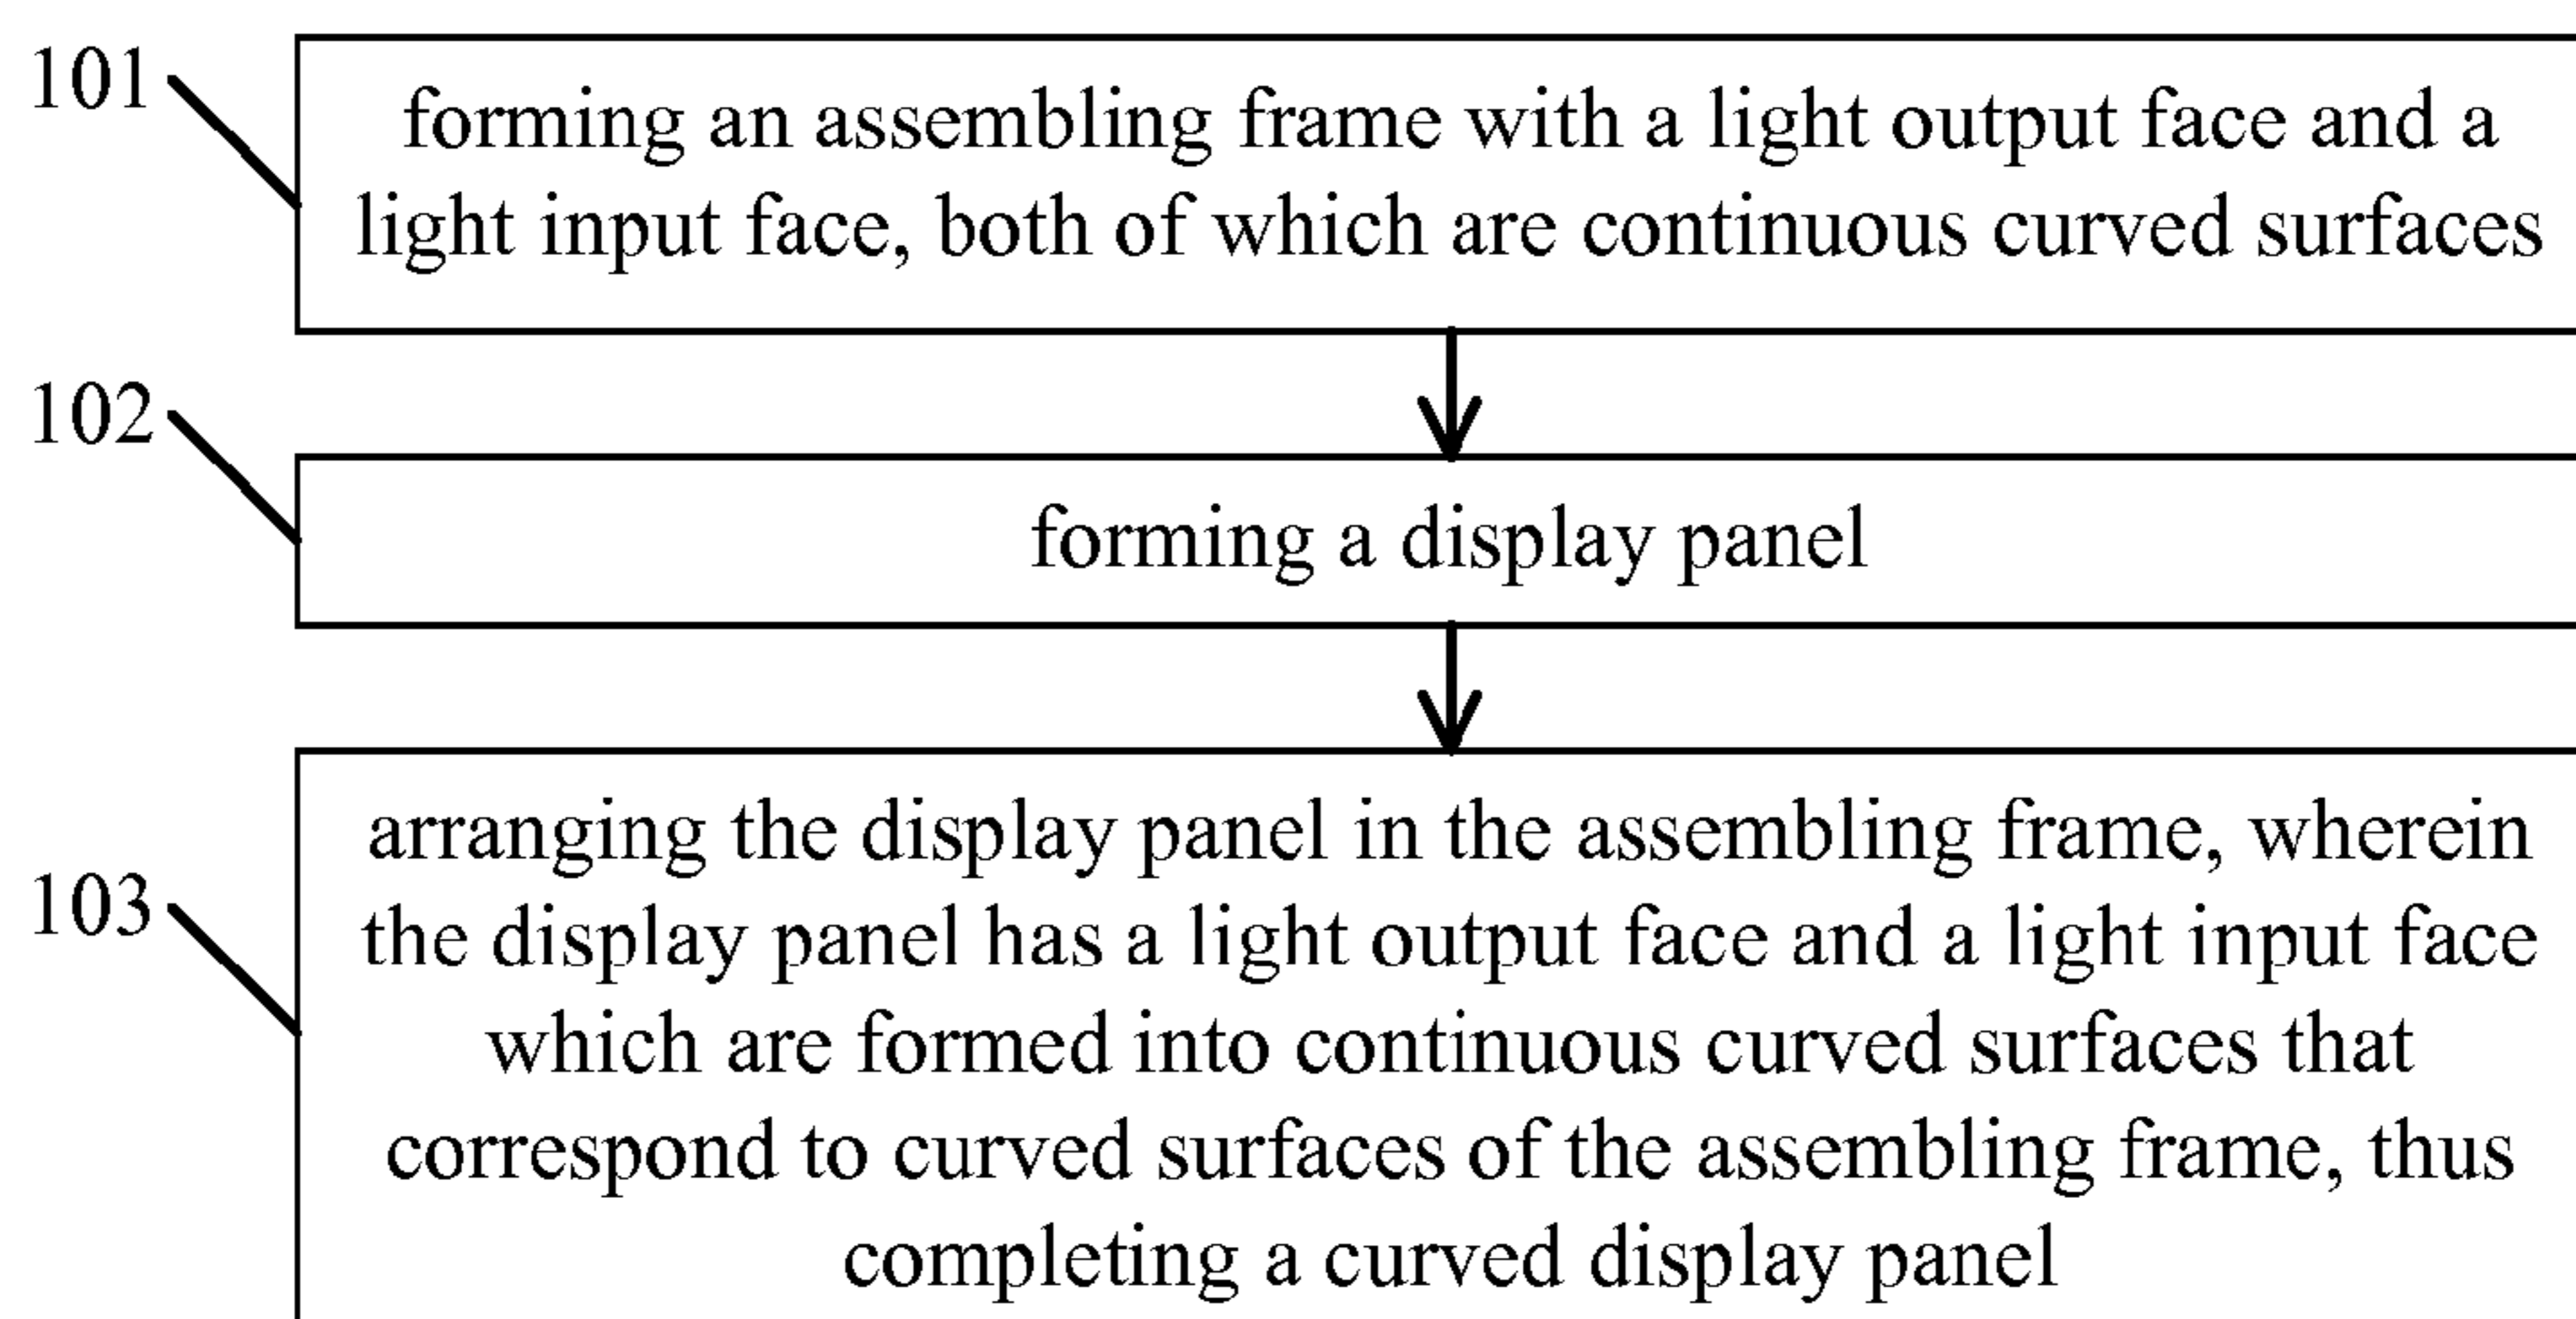 101
forming an assembling frame with a light output face and a
light input face, both of which are continuous curved surfaces
102
forming a display panel
103
arranging the display panel in the assembling frame, wherein
the display panel has a light output face and a light input face
which are formed into continuous curved surfaces that
correspond to curved surfaces of the assembling frame, thus
completing a curved display panel